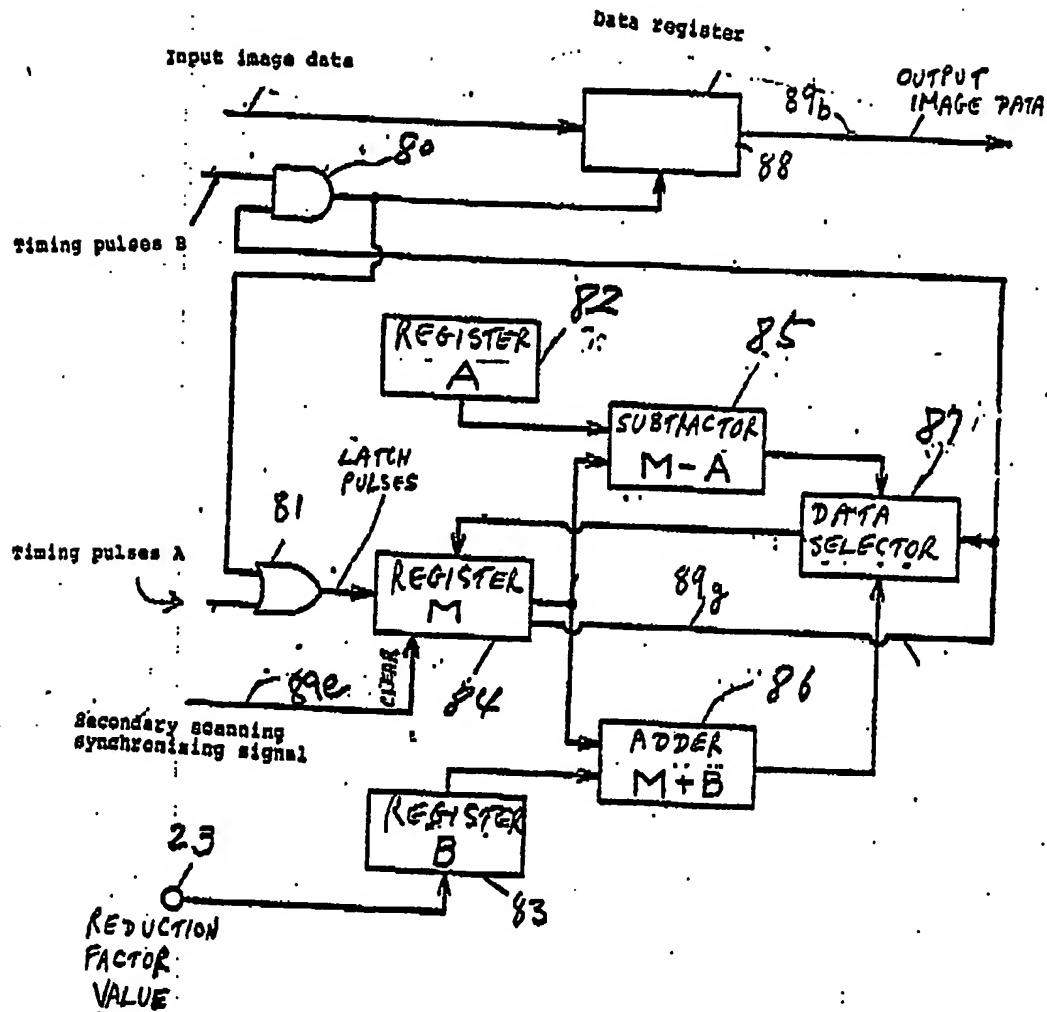 Data register
Input image data
89b
OUTPUT
IMAGE DATA
80
88
Timing pulses B
82
REGISTER
A
85
SUBTRACTOR
M-A
87
LATCH
PULSES
81
DATA
SELECTOR
Timing pulses A
REGISTER
M
89g
CLEAR
89e
84
86
Secondary scanning
synchronizing signal
ADDER
M+B
REGISTER
B
23
83
REDUCTION
FACTOR
VALUE